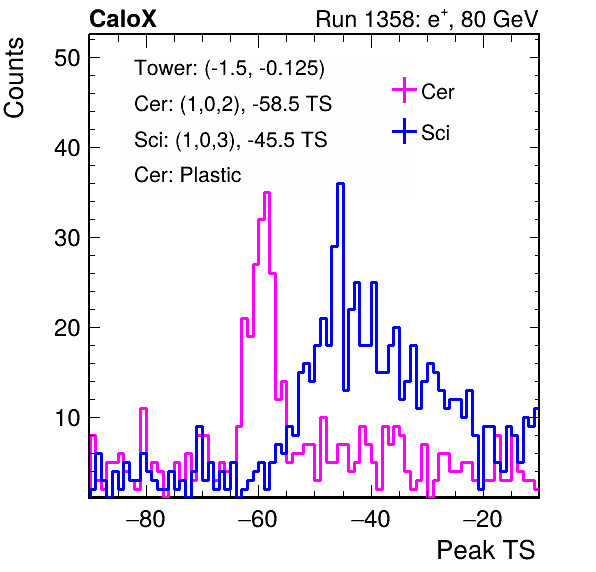 CaloX Run 1358: e⁺, 80 GeV
Counts
50
40
30
20
10
Tower: (-1.5, -0.125)
Cer: (1,0,2), -58.5 TS
Sci: (1,0,3), -45.5 TS
Cer: Plastic
Cer
Sci
−80 −60 −40 −20
Peak TS